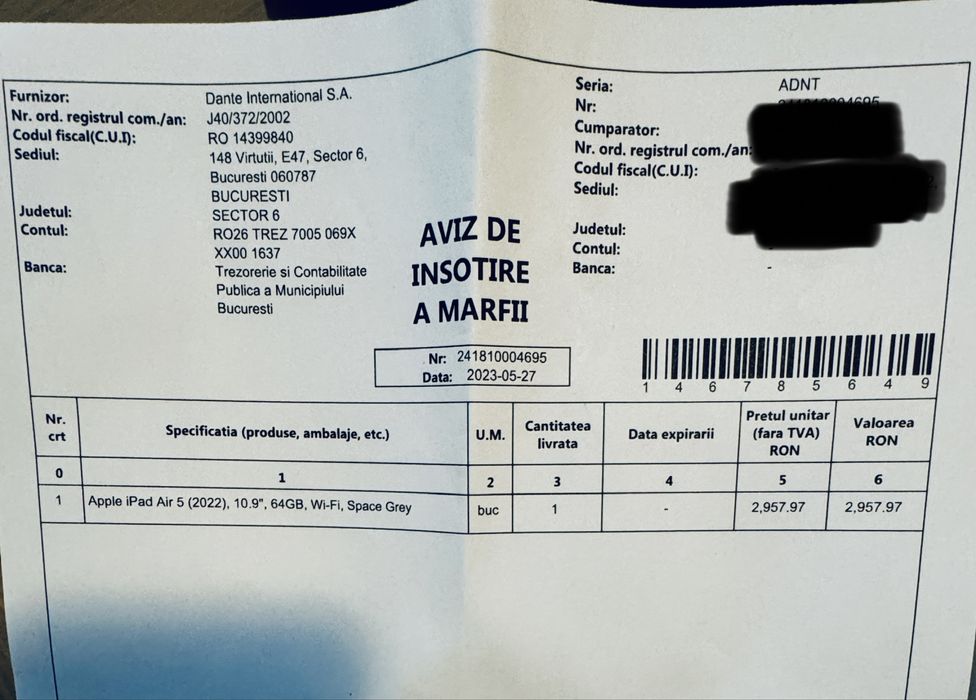 Furnizor: Dante International S.A.
Nr. ord. registrul com./an: J40/372/2002
Codul fiscal(C.U.I): RO 14399840
Sediul: 148 Virtutii, E47, Sector 6,
Bucuresti 060787
BUCURESTI
Judetul: SECTOR 6
Contul: RO26 TREZ 7005 069X
XX00 1637
Banca: Trezorerie si Contabilitate
Publica a Municipiului
Bucuresti
AVIZ DE
INSOTIRE
A MARFII
Nr: 241810004695
Data: 2023-05-27
Seria: ADNT
Nr:
Cumparator:
Nr. ord. registrul com./an:
Codul fiscal(C.U.I):
Sediul:
Judetul:
Contul:
Banca: -
1 4 6 7 8 5 6 4 9
Nr. crt Specificatia (produse, ambalaje, etc.) U.M. Cantitatea livrata Data expirarii Pretul unitar (fara TVA) RON Valoarea RON
0 1 2 3 4 5 6
1 Apple iPad Air 5 (2022), 10.9", 64GB, Wi-Fi, Space Grey buc 1 - 2,957.97 2,957.97